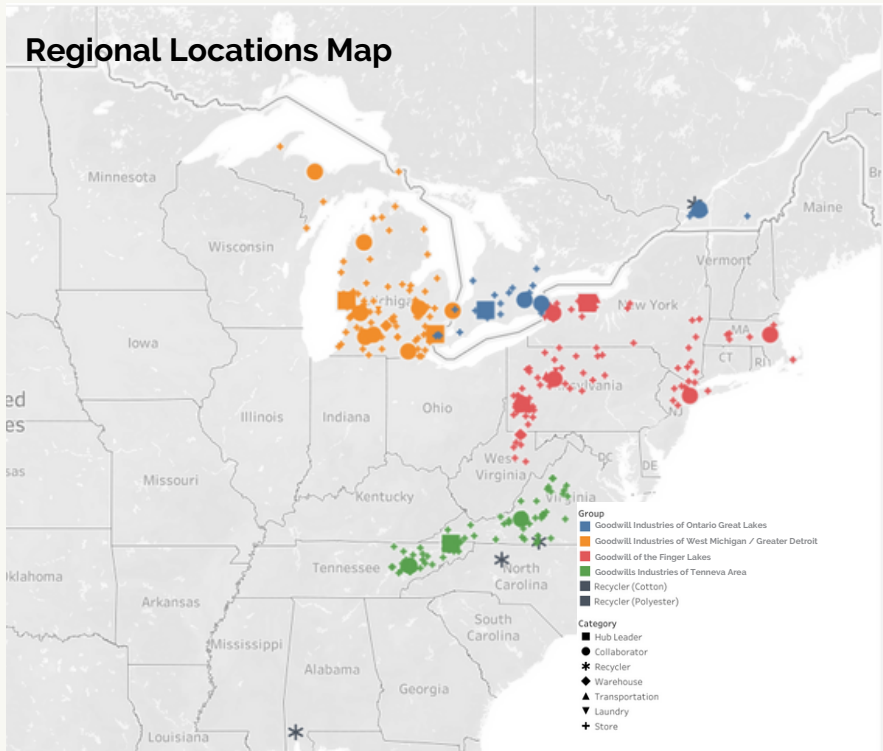 Regional Locations Map
Minnesota
Wisconsin
Iowa
Illinois
Indiana
Ohio
Missouri
Kentucky
West
Virginia
Virginia
DC
DE
NJ
New York
Vermont
Maine
MA
CT
RI
Tennessee
North
Carolina
South
Carolina
Arkansas
Mississippi
Alabama
Georgia
Louisiana
Group
Goodwill Industries of Ontario Great Lakes
Goodwill Industries of West Michigan / Greater Detroit
Goodwill of the Finger Lakes
Goodwills Industries of Tenneva Area
Recycler (Cotton)
Recycler (Polyester)
Category
Hub Leader
Collaborator
Recycler
Warehouse
Transportation
Laundry
Store